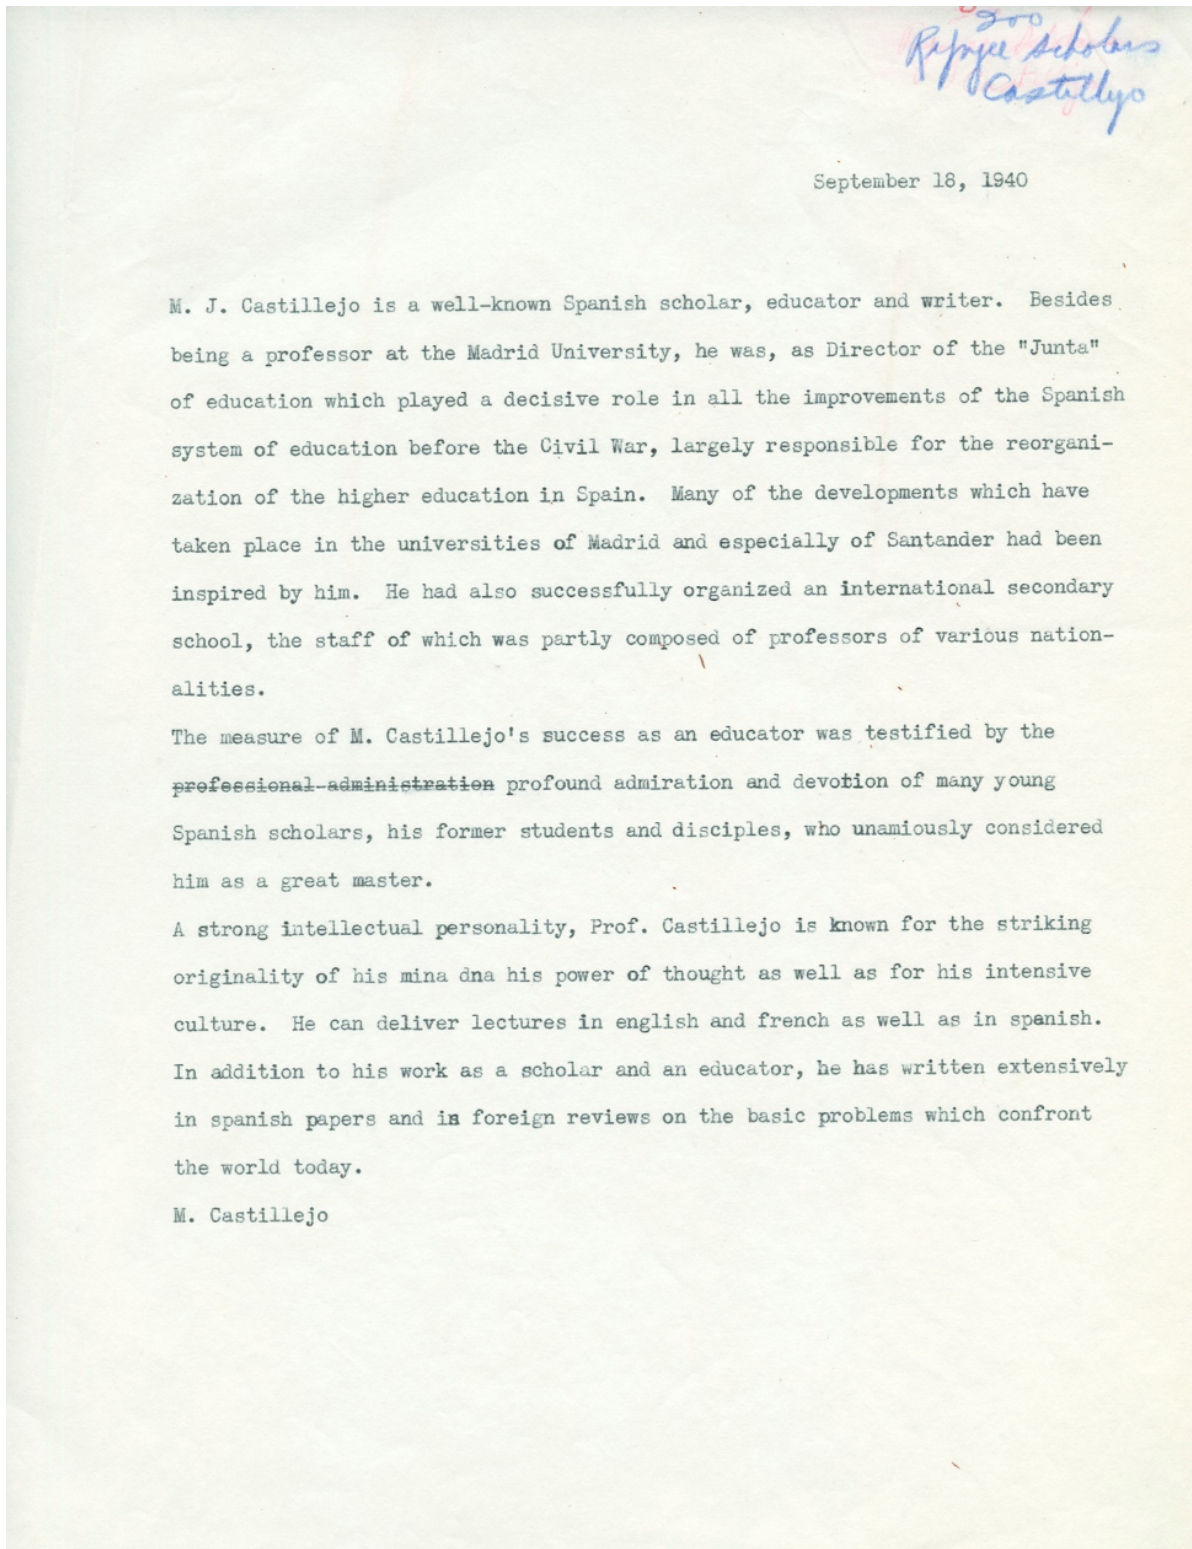 200
Refugee Scholars
Castillejo
September 18, 1940
M. J. Castillejo is a well-known Spanish scholar, educator and writer. Besides
being a professor at the Madrid University, he was, as Director of the "Junta"
of education which played a decisive role in all the improvements of the Spanish
system of education before the Civil War, largely responsible for the reorgani-
zation of the higher education in Spain. Many of the developments which have
taken place in the universities of Madrid and especially of Santander had been
inspired by him. He had also successfully organized an international secondary
school, the staff of which was partly composed of professors of various nation-
alities.
The measure of M. Castillejo's success as an educator was testified by the
professional administration profound admiration and devotion of many young
Spanish scholars, his former students and disciples, who unamiously considered
him as a great master.
A strong intellectual personality, Prof. Castillejo is known for the striking
originality of his mina dna his power of thought as well as for his intensive
culture. He can deliver lectures in english and french as well as in spanish.
In addition to his work as a scholar and an educator, he has written extensively
in spanish papers and in foreign reviews on the basic problems which confront
the world today.
M. Castillejo